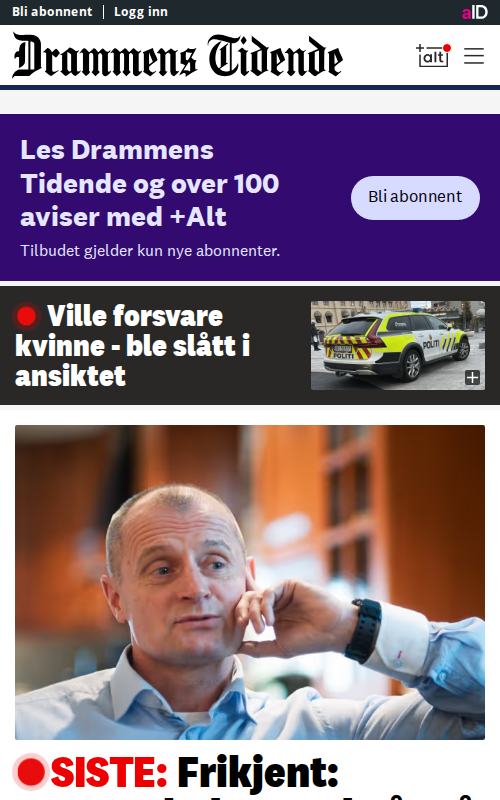 Bli abonnent | Logg inn
aID
Drammens Tidende
+alt
Les Drammens
Tidende og over 100
aviser med +Alt
Bli abonnent
Tilbudet gjelder kun nye abonnenter.
Ville forsvare
kvinne - ble slått i
ansiktet
POLITI
POLITI
SISTE: Frikjent: